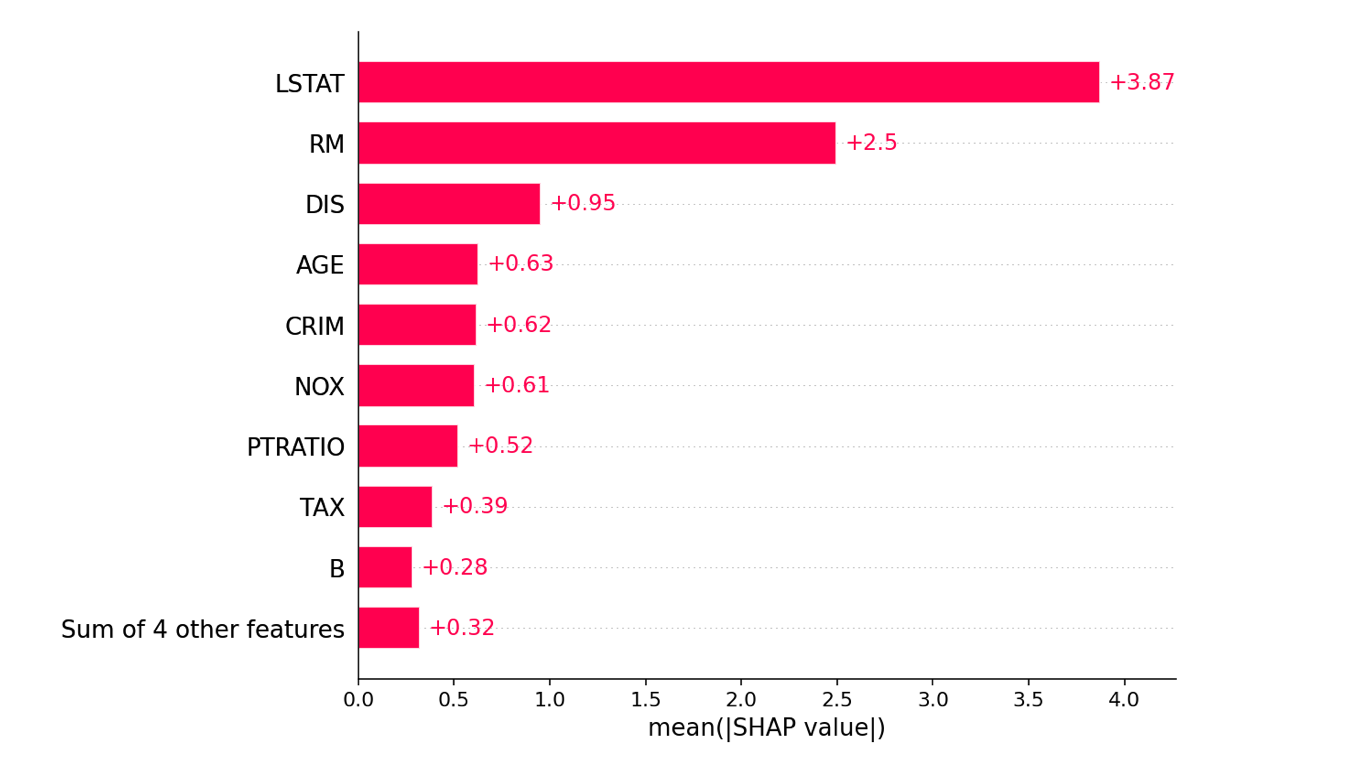 LSTAT +3.87
RM +2.5
DIS +0.95
AGE +0.63
CRIM +0.62
NOX +0.61
PTRATIO +0.52
TAX +0.39
B +0.28
Sum of 4 other features +0.32
0.0 0.5 1.0 1.5 2.0 2.5 3.0 3.5 4.0
mean(|SHAP value|)